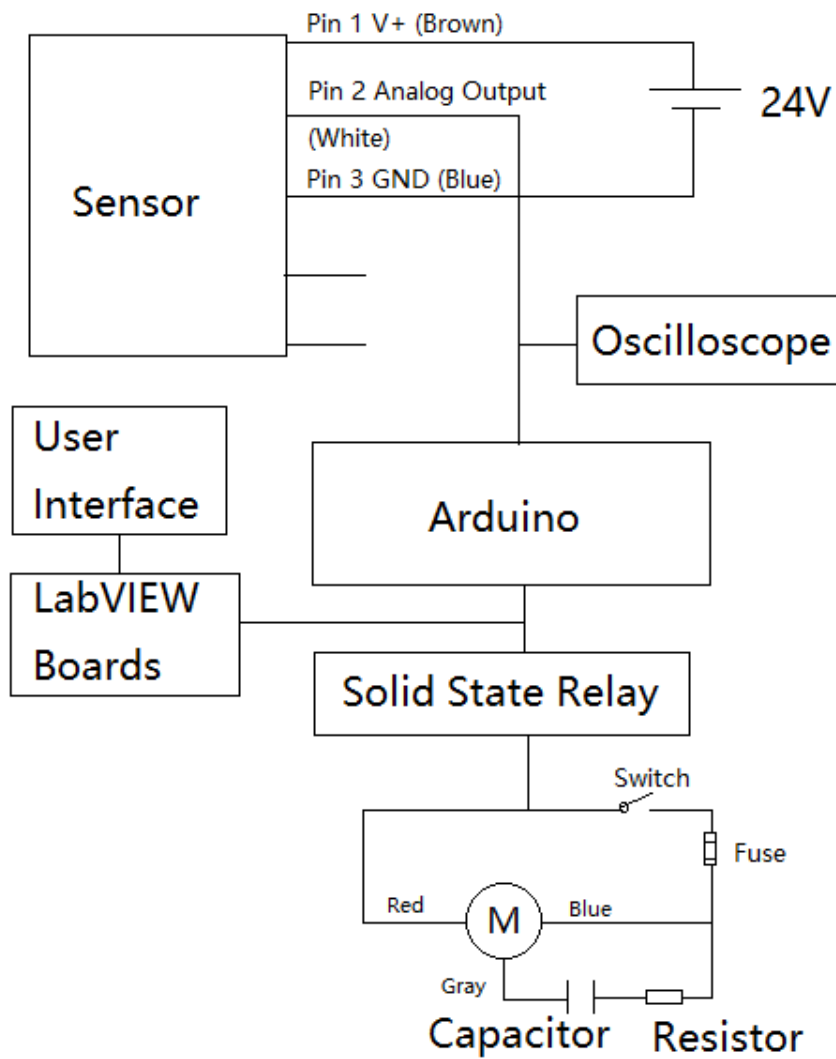 Pin 1 V+ (Brown)
Pin 2 Analog Output
(White)
24V
Pin 3 GND (Blue)
Sensor
Oscilloscope
User
Interface
Arduino
LabVIEW
Boards
Solid State Relay
Switch
Fuse
Red
M
Blue
Gray
Capacitor
Resistor